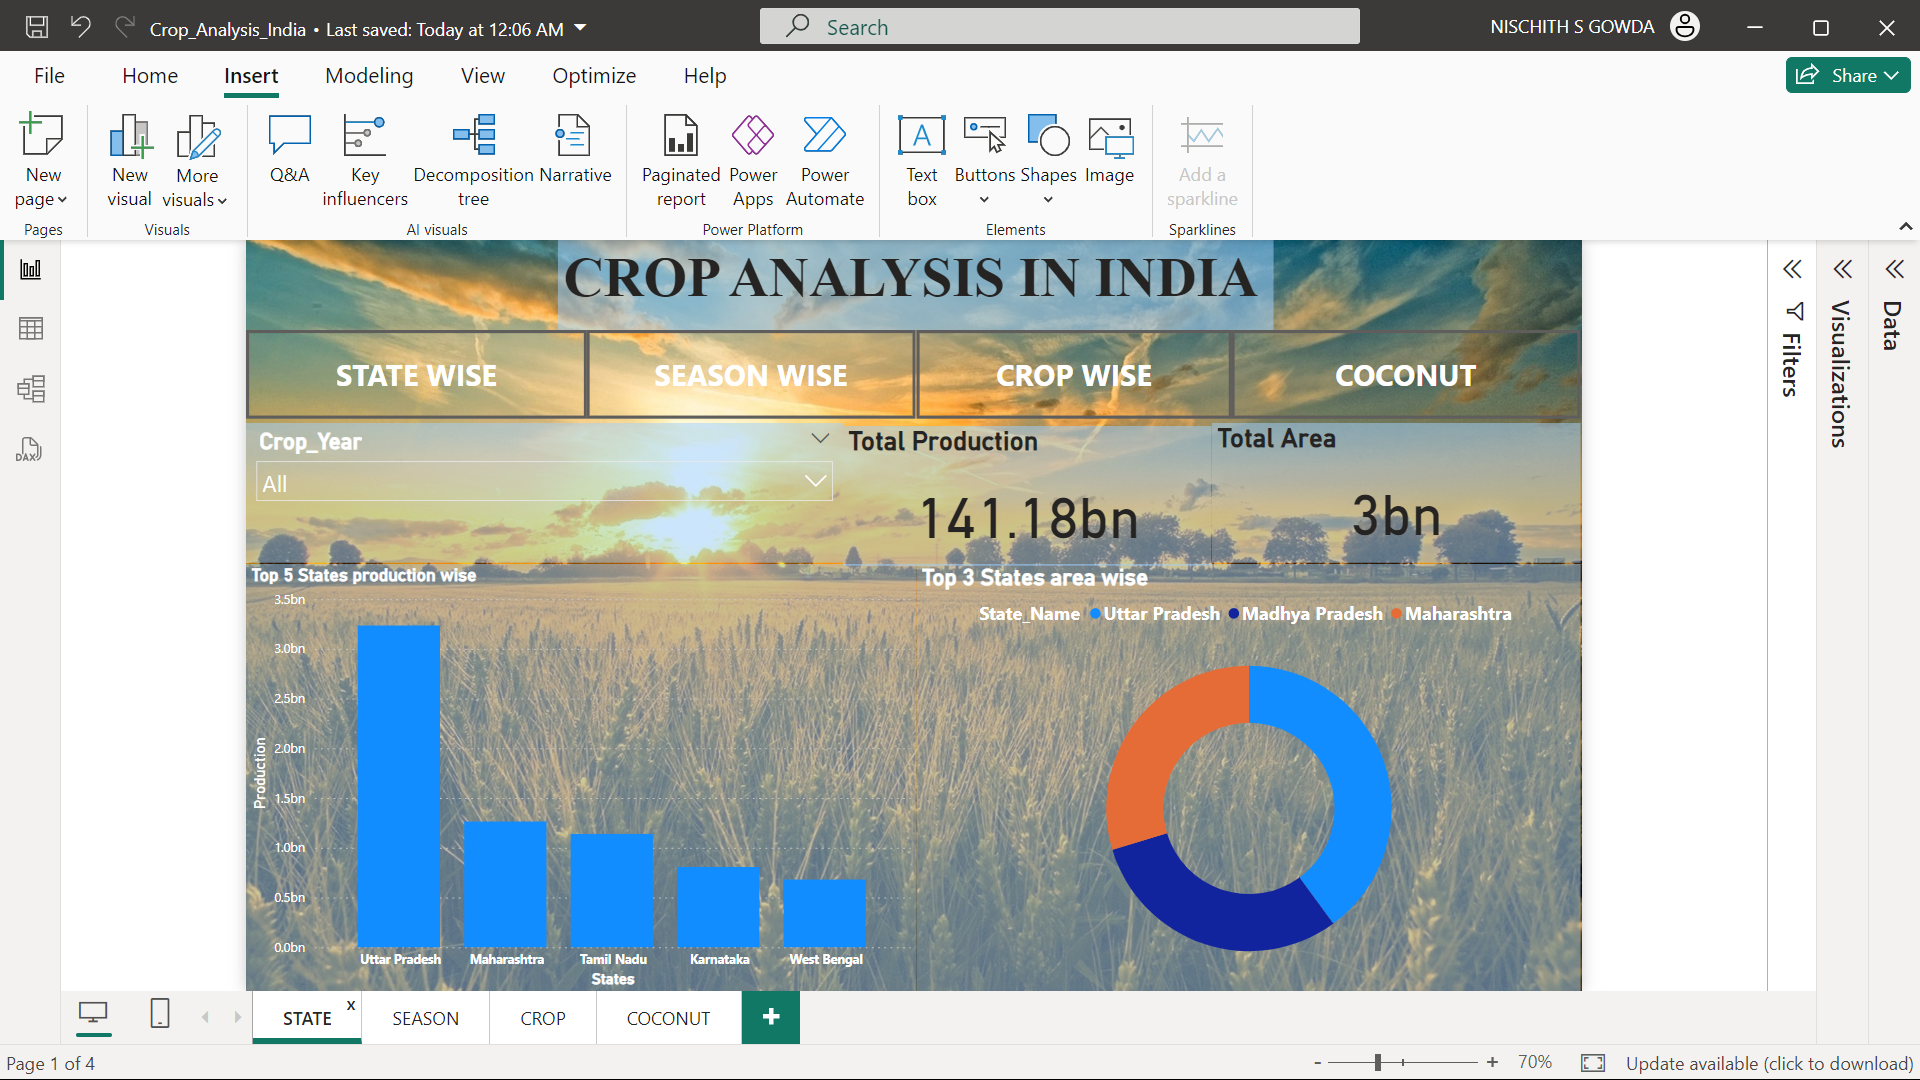 Crop_Analysis_India • Last saved: Today at 12:06 AM
Search
NISCHITH S GOWDA
File Home Insert Modeling View Optimize Help
Share
New page
New visual
More visuals
Q&A
Key influencers
Decomposition tree
Narrative
Paginated report
Power Apps
Power Automate
Text box
Buttons
Shapes
Image
Add a sparkline
Pages Visuals AI visuals Power Platform Elements Sparklines
DAX
CROP ANALYSIS IN INDIA
STATE WISE SEASON WISE CROP WISE COCONUT
Crop_Year
All
Total Production
141.18bn
Total Area
3bn
Top 5 States production wise
3.5bn
3.0bn
2.5bn
2.0bn
1.5bn
1.0bn
0.5bn
0.0bn
Production
Uttar Pradesh Maharashtra Tamil Nadu Karnataka West Bengal
States
Top 3 States area wise
State_Name Uttar Pradesh Madhya Pradesh Maharashtra
Filters
Visualizations
Data
STATE x SEASON CROP COCONUT +
Page 1 of 4
- + 70%
Update available (click to download)